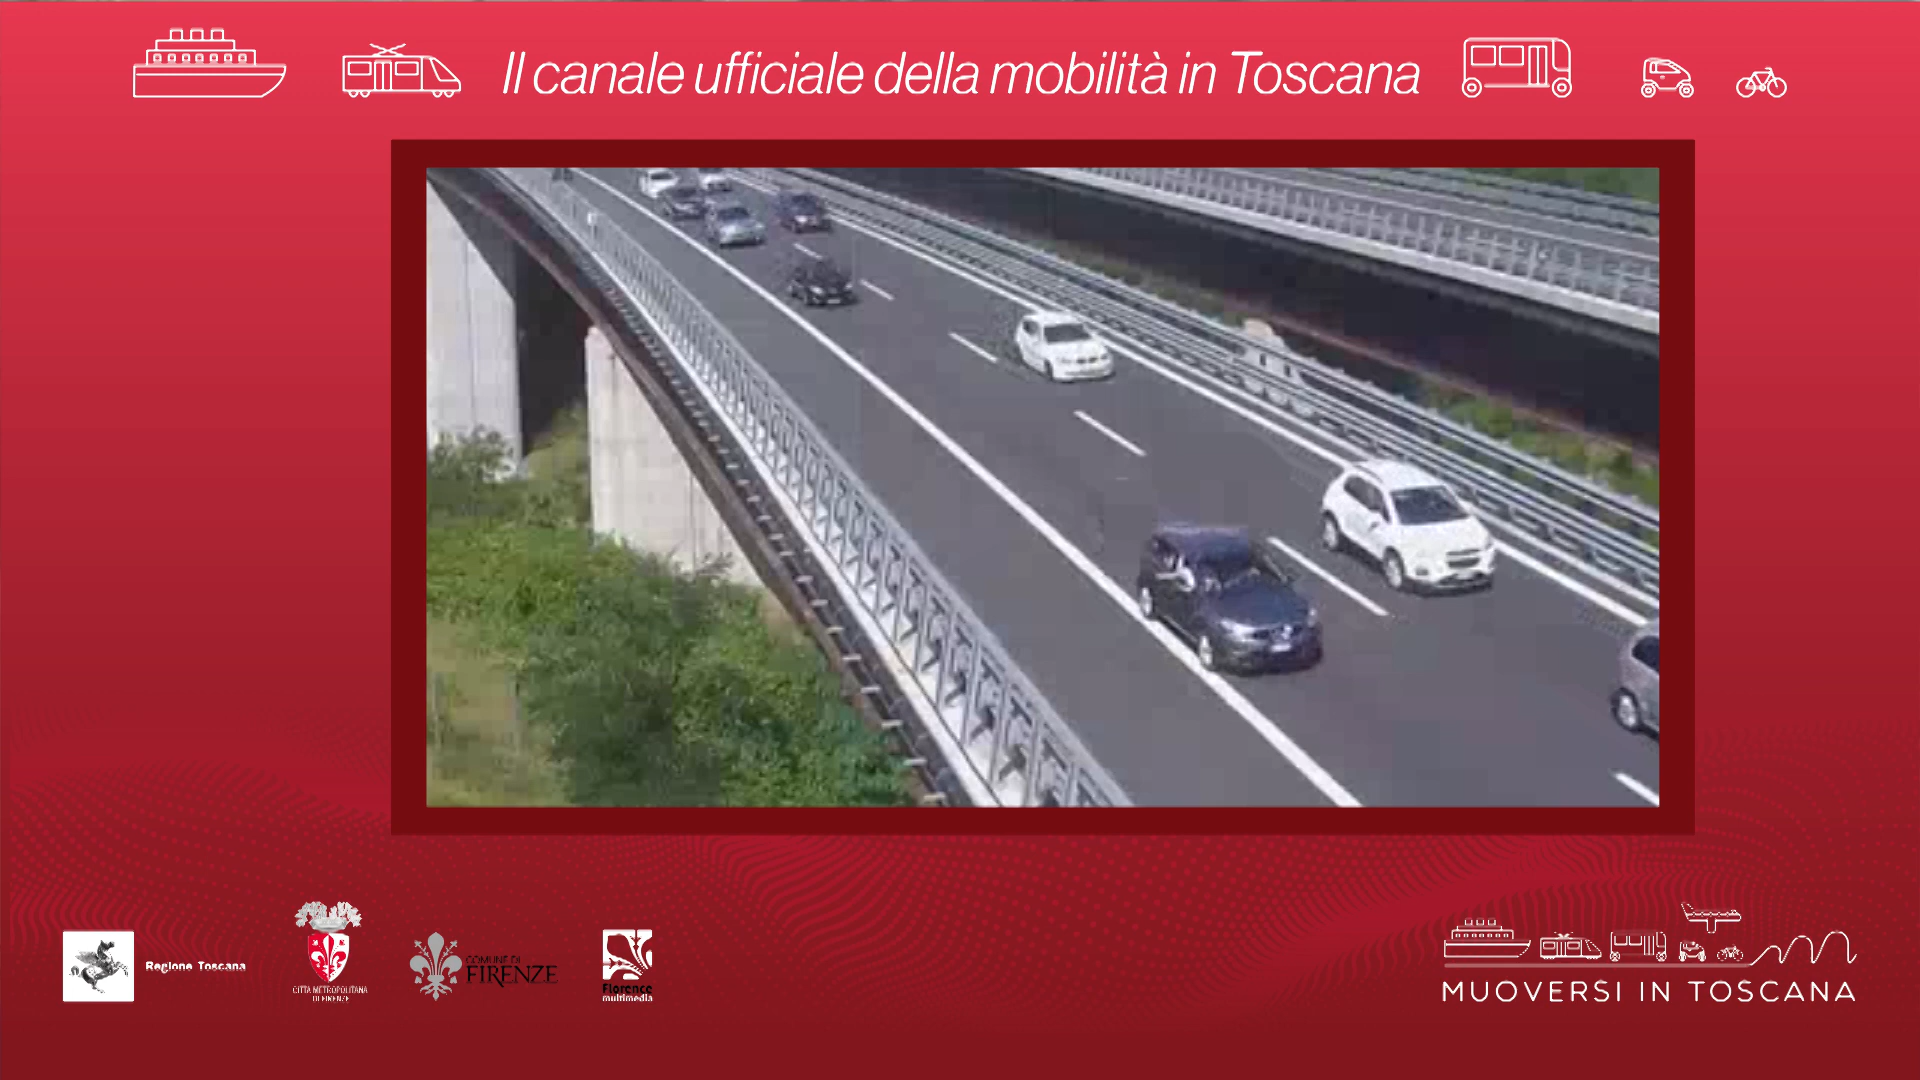 Il canale ufficiale della mobilità in Toscana
Regione Toscana
CITTÀ METROPOLITANA
DI FIRENZE
COMUNE DI
FIRENZE
Florence
multimedia
MUOVERSI IN TOSCANA